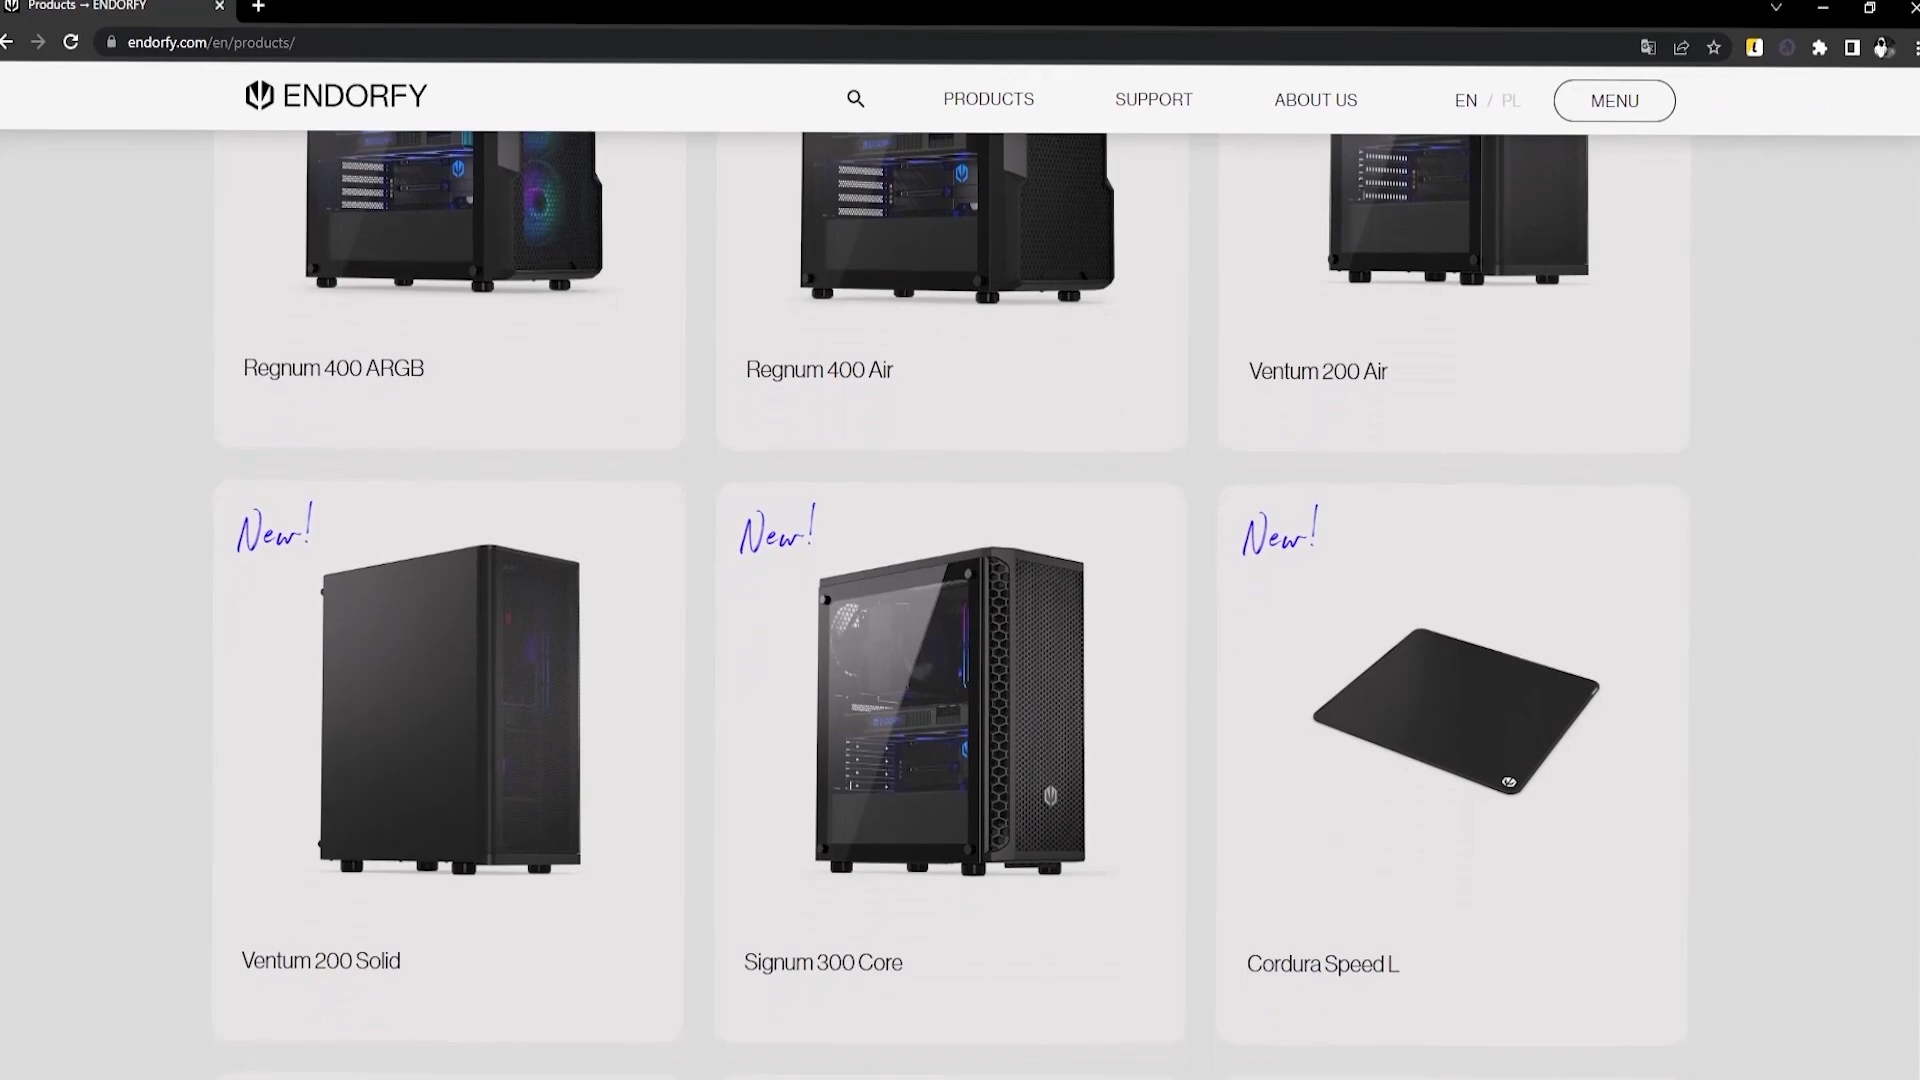 Products → ENDORFY
endorfy.com/en/products/
ENDORFY
PRODUCTS
SUPPORT
ABOUT US
EN / PL
MENU
Regnum 400 ARGB
Regnum 400 Air
Ventum 200 Air
New!
New!
New!
Ventum 200 Solid
Signum 300 Core
Cordura Speed L